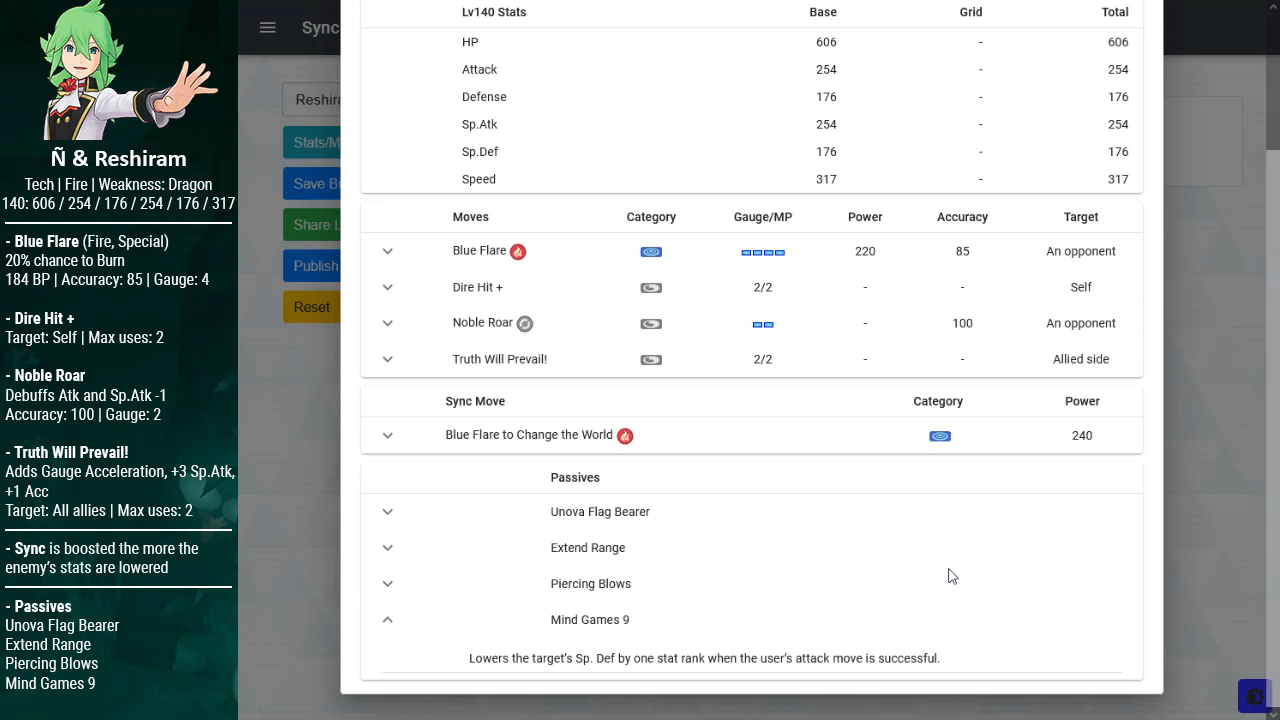 Ñ & Reshiram
Tech | Fire | Weakness: Dragon
140: 606 / 254 / 176 / 254 / 176 / 317
- Blue Flare (Fire, Special)
20% chance to Burn
184 BP | Accuracy: 85 | Gauge: 4
- Dire Hit +
Target: Self | Max uses: 2
- Noble Roar
Debuffs Atk and Sp.Atk -1
Accuracy: 100 | Gauge: 2
- Truth Will Prevail!
Adds Gauge Acceleration, +3 Sp.Atk,
+1 Acc
Target: All allies | Max uses: 2
- Sync is boosted the more the
enemy's stats are lowered
- Passives
Unova Flag Bearer
Extend Range
Piercing Blows
Mind Games 9
Sync
Reshira
Stats/M
Save Bu
Share L
Publish
Reset
Lv140 Stats Base Grid Total
HP 606 - 606
Attack 254 - 254
Defense 176 - 176
Sp.Atk 254 - 254
Sp.Def 176 - 176
Speed 317 - 317
Moves Category Gauge/MP Power Accuracy Target
Blue Flare 220 85 An opponent
Dire Hit + 2/2 - - Self
Noble Roar - 100 An opponent
Truth Will Prevail! 2/2 - - Allied side
Sync Move Category Power
Blue Flare to Change the World 240
Passives
Unova Flag Bearer
Extend Range
Piercing Blows
Mind Games 9
Lowers the target's Sp. Def by one stat rank when the user's attack move is successful.